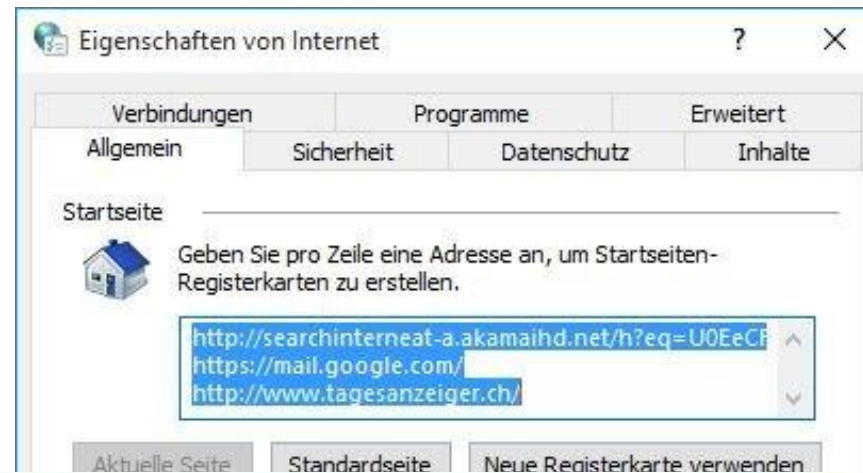 Eigenschaften von Internet ? ×
Verbindungen Programme Erweitert
Allgemein Sicherheit Datenschutz Inhalte
Startseite
Geben Sie pro Zeile eine Adresse an, um Startseiten-
Registerkarten zu erstellen.
http://searchinterneat-a.akamaihd.net/h?eq=U0EeCF
https://mail.google.com/
http://www.tagesanzeiger.ch/
Aktuelle Seite Standardseite Neue Registerkarte verwenden